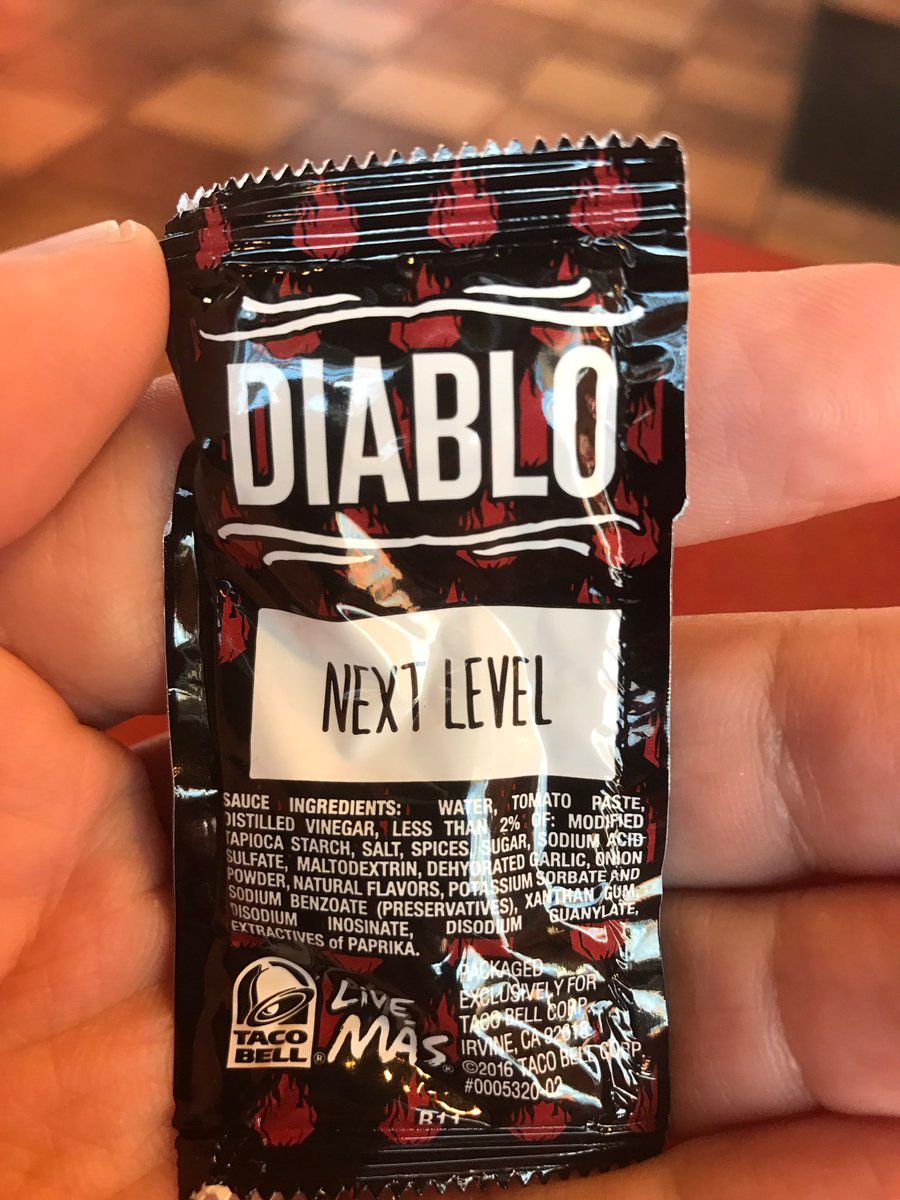 DIABLO
NEXT LEVEL
SAUCE INGREDIENTS: WATER, TOMATO PASTE,
DISTILLED VINEGAR, LESS THAN 2% OF: MODIFIED
TAPIOCA STARCH, SALT, SPICES, SUGAR, SODIUM ACID
SULFATE, MALTODEXTRIN, DEHYDRATED GARLIC, ONION
POWDER, NATURAL FLAVORS, POTASSIUM SORBATE AND
SODIUM BENZOATE (PRESERVATIVES), XANTHAN GUM,
DISODIUM INOSINATE, DISODIUM GUANYLATE,
EXTRACTIVES of PAPRIKA.
TACO
BELL®
LIVE
MÁS®
PACKAGED
EXCLUSIVELY FOR
TACO BELL CORP.
IRVINE, CA 92618
©2016 TACO BELL CORP.
#0005320-02
B11